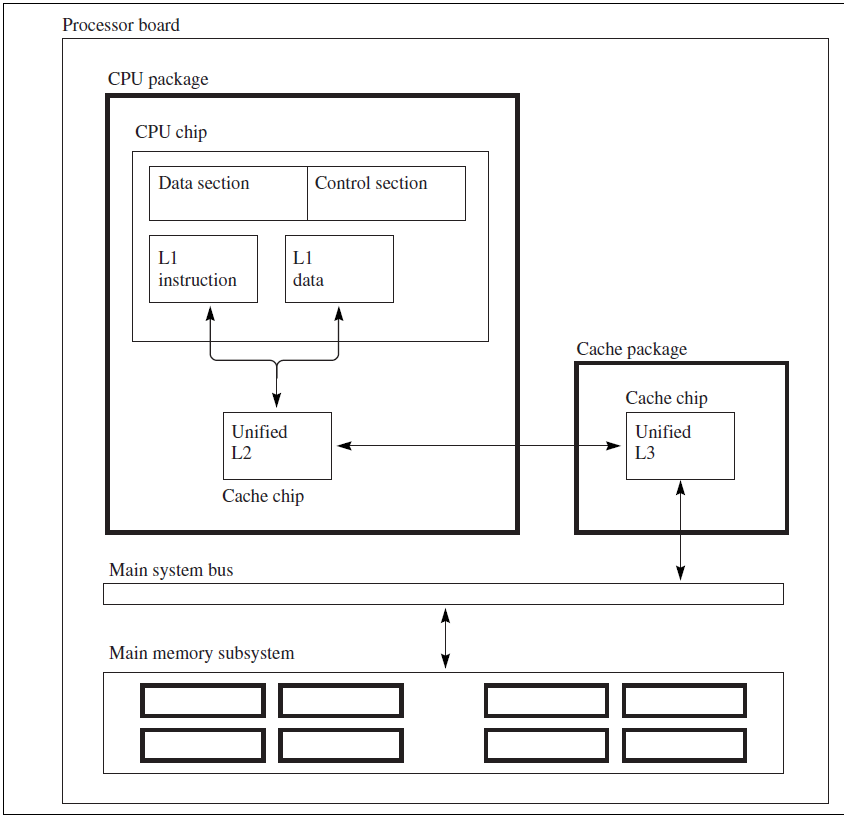 Processor board
CPU package
CPU chip
Data section
Control section
L1
instruction
L1
data
Cache package
Cache chip
Unified
L2
Unified
L3
Cache chip
Main system bus
Main memory subsystem